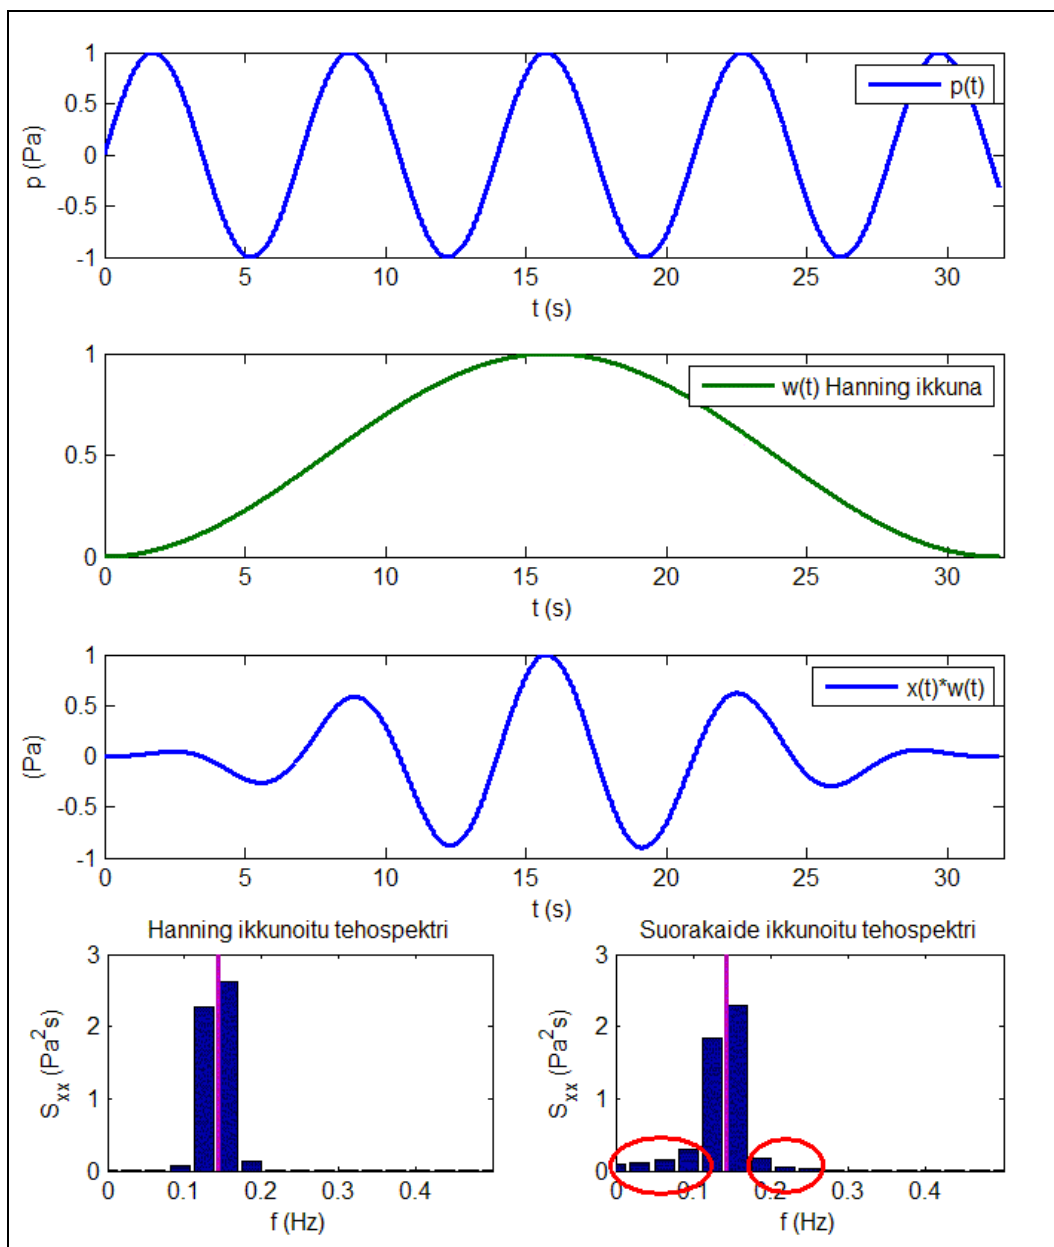 1
0.5
0
-0.5
-1
p (Pa)
p(t)
0 5 10 15 20 25 30
t (s)
1
0.5
0
w(t) Hanning ikkuna
0 5 10 15 20 25 30
t (s)
1
0.5
0
-0.5
-1
(Pa)
x(t)*w(t)
0 5 10 15 20 25 30
t (s)
Hanning ikkunoitu tehospektri
3
2
1
0
Sxx (Pa²s)
0 0.1 0.2 0.3 0.4
f (Hz)
Suorakaide ikkunoitu tehospektri
3
2
1
0
Sxx (Pa²s)
0 0.1 0.2 0.3 0.4
f (Hz)